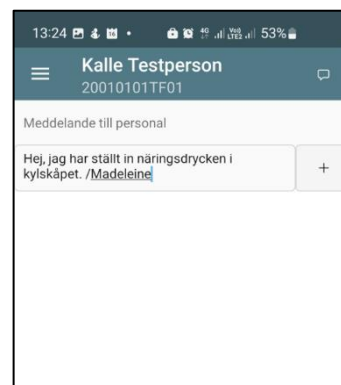 13:24 53%
Kalle Testperson
20010101TF01
Meddelande till personal
Hej, jag har ställt in näringsdrycken i
kylskåpet. /Madeleine
+